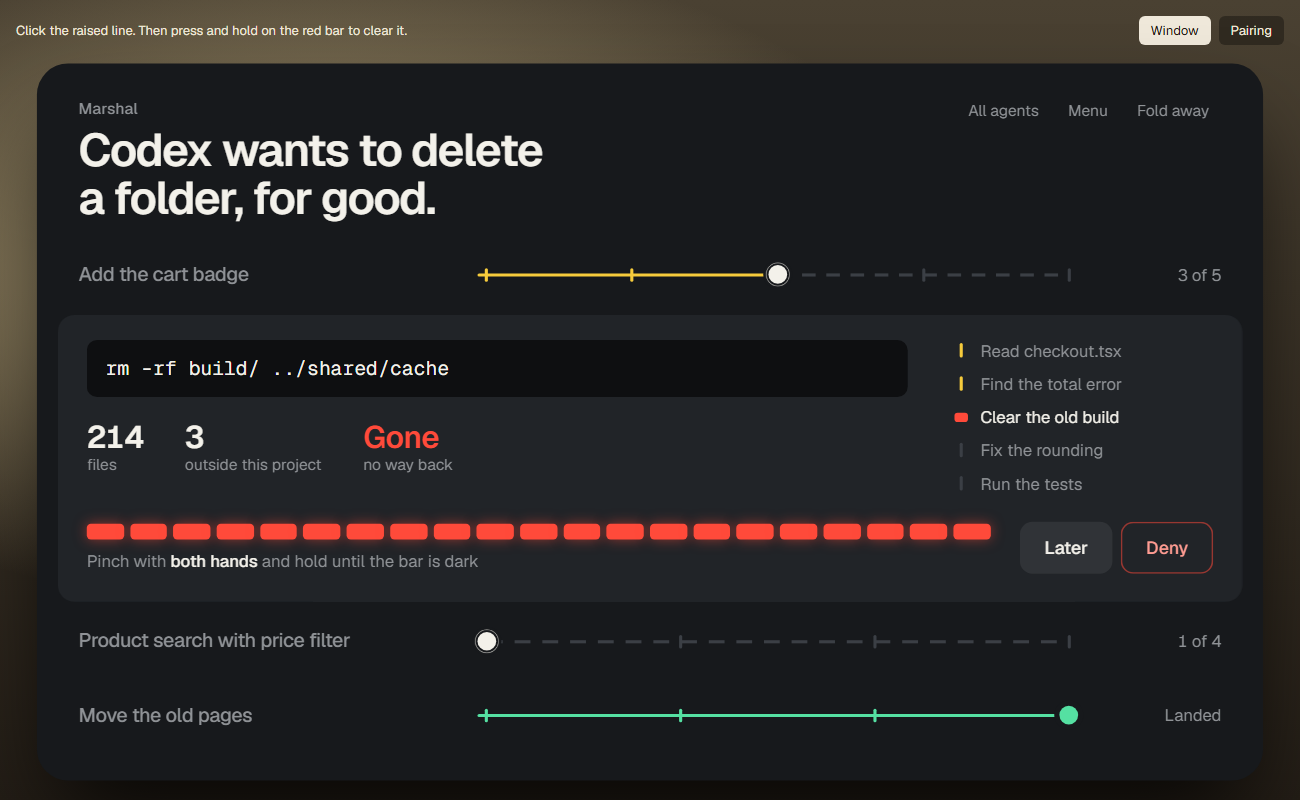 Click the raised line. Then press and hold on the red bar to clear it.
Window
Pairing
Marshal
All agents
Menu
Fold away
Codex wants to delete
a folder, for good.
Add the cart badge
3 of 5
rm -rf build/ ../shared/cache
214
files
3
outside this project
Gone
no way back
Read checkout.tsx
Find the total error
Clear the old build
Fix the rounding
Run the tests
Pinch with both hands and hold until the bar is dark
Later
Deny
Product search with price filter
1 of 4
Move the old pages
Landed